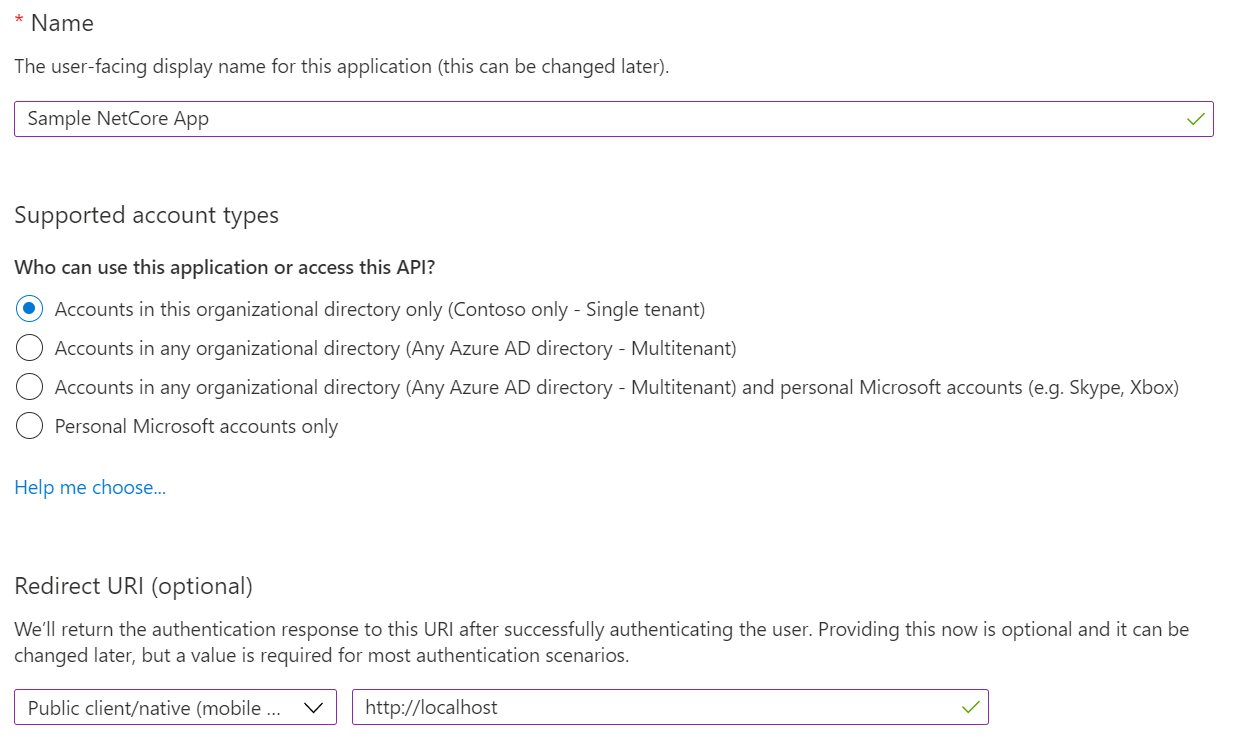 * Name
The user-facing display name for this application (this can be changed later).
Sample NetCore App
Supported account types
Who can use this application or access this API?
Accounts in this organizational directory only (Contoso only - Single tenant)
Accounts in any organizational directory (Any Azure AD directory - Multitenant)
Accounts in any organizational directory (Any Azure AD directory - Multitenant) and personal Microsoft accounts (e.g. Skype, Xbox)
Personal Microsoft accounts only
Help me choose...
Redirect URI (optional)
We’ll return the authentication response to this URI after successfully authenticating the user. Providing this now is optional and it can be
changed later, but a value is required for most authentication scenarios.
Public client/native (mobile ... http://localhost